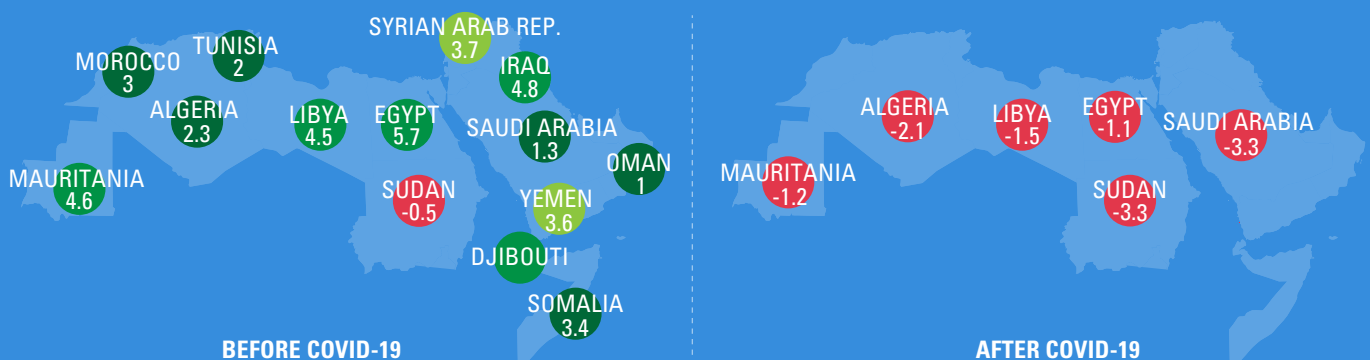 SYRIAN ARAB REP.
3.7
TUNISIA
2
MOROCCO
3
IRAQ
4.8
ALGERIA
2.3
LIBYA
4.5
EGYPT
5.7
SAUDI ARABIA
1.3
OMAN
1
MAURITANIA
4.6
SUDAN
-0.5
YEMEN
3.6
DJIBOUTI
SOMALIA
3.4
BEFORE COVID-19
ALGERIA
-2.1
LIBYA
-1.5
EGYPT
-1.1
SAUDI ARABIA
-3.3
MAURITANIA
-1.2
SUDAN
-3.3
AFTER COVID-19